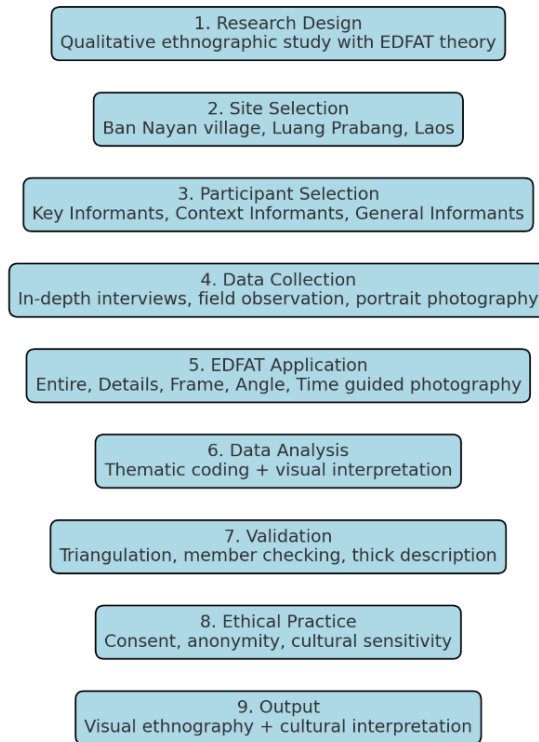 1. Research Design
Qualitative ethnographic study with EDFAT theory
2. Site Selection
Ban Nayan village, Luang Prabang, Laos
3. Participant Selection
Key Informants, Context Informants, General Informants
4. Data Collection
In-depth interviews, field observation, portrait photography
5. EDFAT Application
Entire, Details, Frame, Angle, Time guided photography
6. Data Analysis
Thematic coding + visual interpretation
7. Validation
Triangulation, member checking, thick description
8. Ethical Practice
Consent, anonymity, cultural sensitivity
9. Output
Visual ethnography + cultural interpretation